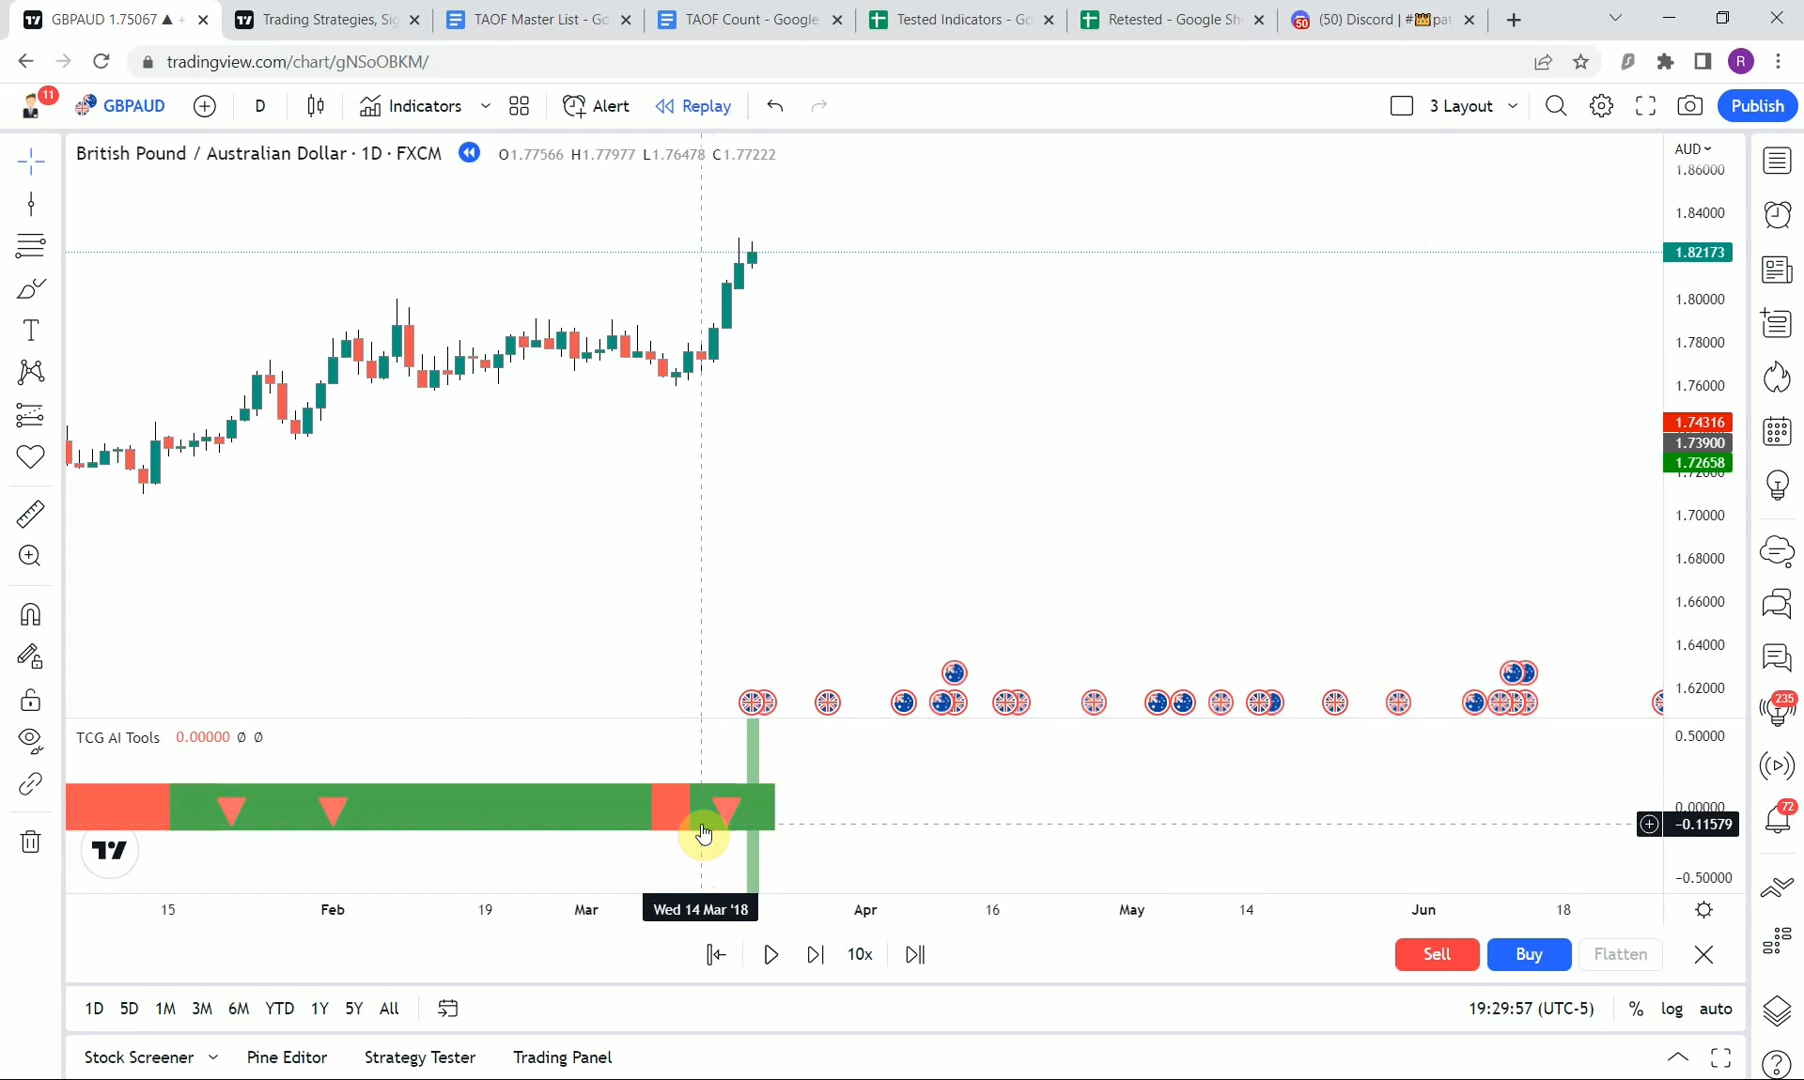 GBPAUD 1.75067 ▲ +
Trading Strategies, Sig
TAOF Master List - Go
TAOF Count - Google
Tested Indicators - Go
Retested - Google She
(50) Discord | #👑pat
50
tradingview.com/chart/gNSoOBKM/
R
11
GBPAUD
D
Indicators
Alert
Replay
3 Layout
Publish
British Pound / Australian Dollar · 1D · FXCM
O1.77566 H1.77977 L1.76478 C1.77222
AUD
1.86000
1.84000
1.82173
1.80000
1.78000
1.76000
1.74316
1.73900
1.72658
1.72000
1.70000
1.68000
1.66000
1.64000
1.62000
TCG AI Tools 0.00000 Ø Ø
0.50000
0.00000
−0.11579
−0.50000
235
72
15
Feb
19
Mar
Wed 14 Mar '18
Apr
16
May
14
Jun
18
10x
Sell
Buy
Flatten
1D 5D 1M 3M 6M YTD 1Y 5Y All
19:29:57 (UTC-5)
% log auto
Stock Screener
Pine Editor
Strategy Tester
Trading Panel